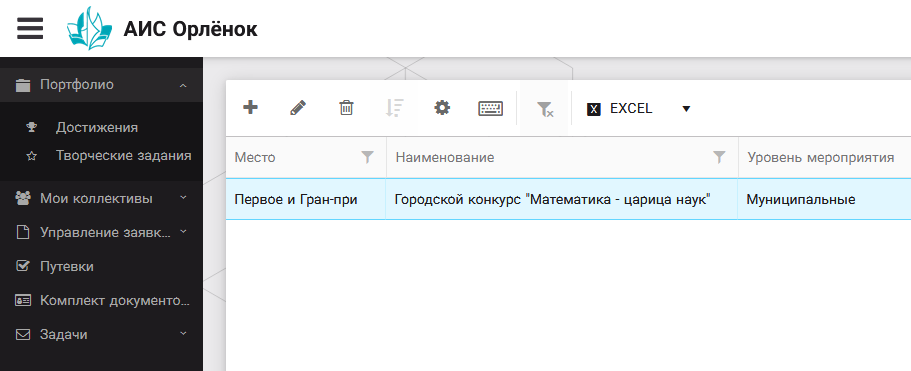 АИС Орлёнок
Портфолио
Достижения
Творческие задания
Мои коллективы
Управление заявк...
Путевки
Комплект документо...
Задачи
X EXCEL
Место Наименование Уровень мероприятия
Первое и Гран-при Городской конкурс "Математика - царица наук" Муниципальные